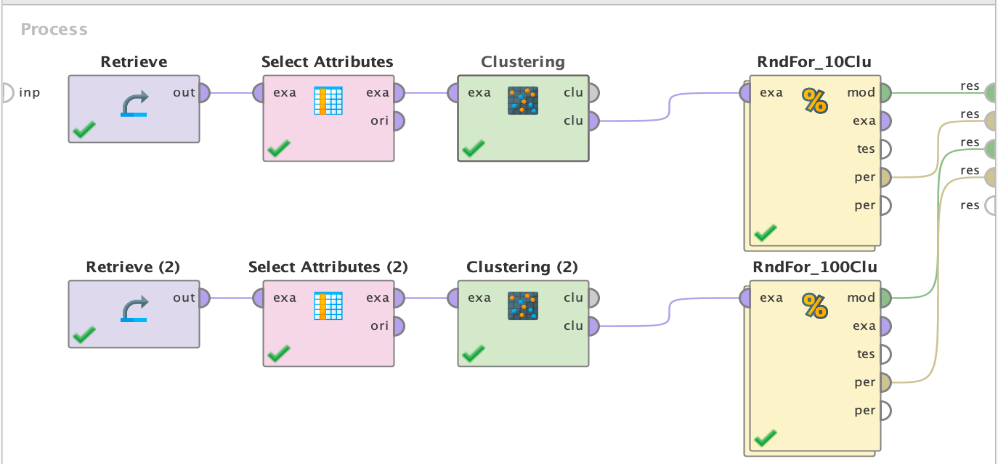 Process
Retrieve
Select Attributes
Clustering
RndFor_10Clu
inp
out
exa
exa
ori
exa
clu
clu
exa
mod
exa
tes
per
per
res
res
res
res
res
Retrieve (2)
Select Attributes (2)
Clustering (2)
RndFor_100Clu
out
exa
exa
ori
exa
clu
clu
exa
mod
exa
tes
per
per